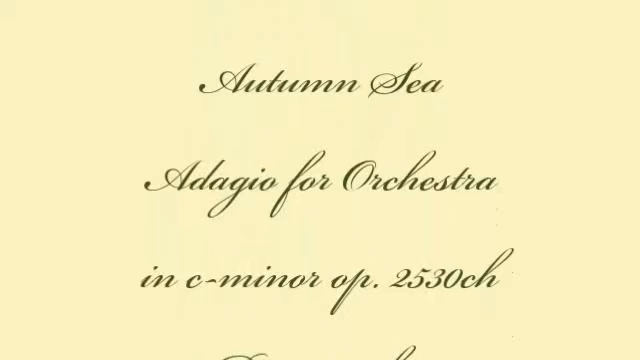 Autumn Sea
Adagio for Orchestra
in c-minor op. 2530ch